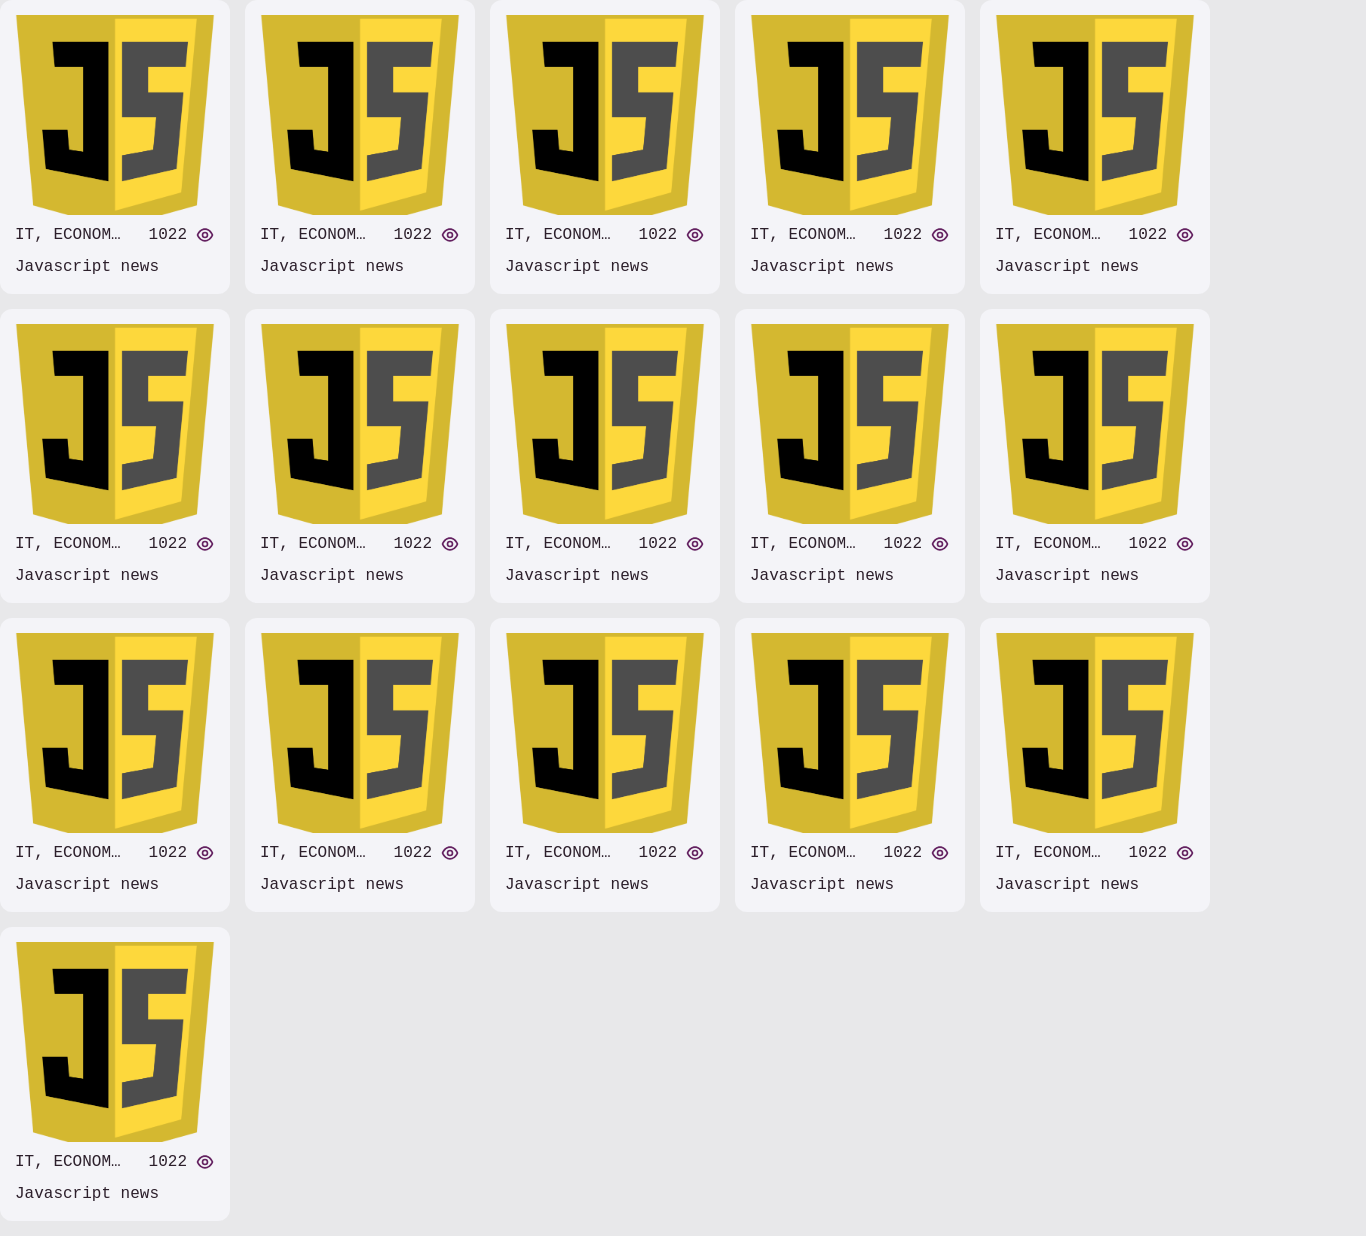 JS JS JS JS JS
IT, ECONOM… 1022 IT, ECONOM… 1022 IT, ECONOM… 1022 IT, ECONOM… 1022 IT, ECONOM… 1022
Javascript news Javascript news Javascript news Javascript news Javascript news
JS JS JS JS JS
IT, ECONOM… 1022 IT, ECONOM… 1022 IT, ECONOM… 1022 IT, ECONOM… 1022 IT, ECONOM… 1022
Javascript news Javascript news Javascript news Javascript news Javascript news
JS JS JS JS JS
IT, ECONOM… 1022 IT, ECONOM… 1022 IT, ECONOM… 1022 IT, ECONOM… 1022 IT, ECONOM… 1022
Javascript news Javascript news Javascript news Javascript news Javascript news
JS
IT, ECONOM… 1022
Javascript news